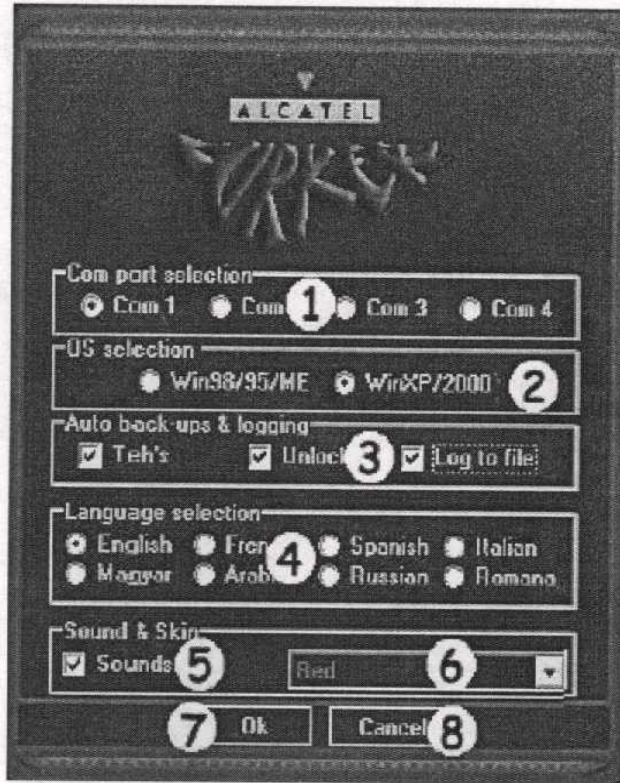 ALCATEL
Com port selection
Com 1 Com 1 Com 3 Com 4
OS selection
Win98/95/ME WinXP/2000 2
Auto back-ups & logging
Teh's Unlock 3 Log to file
Language selection
English Fren 4 Spanish Italian
Magyar Arab Russian Romana
Sound & Skin
Sounds 5 Red 6
7 Ok Cancel 8